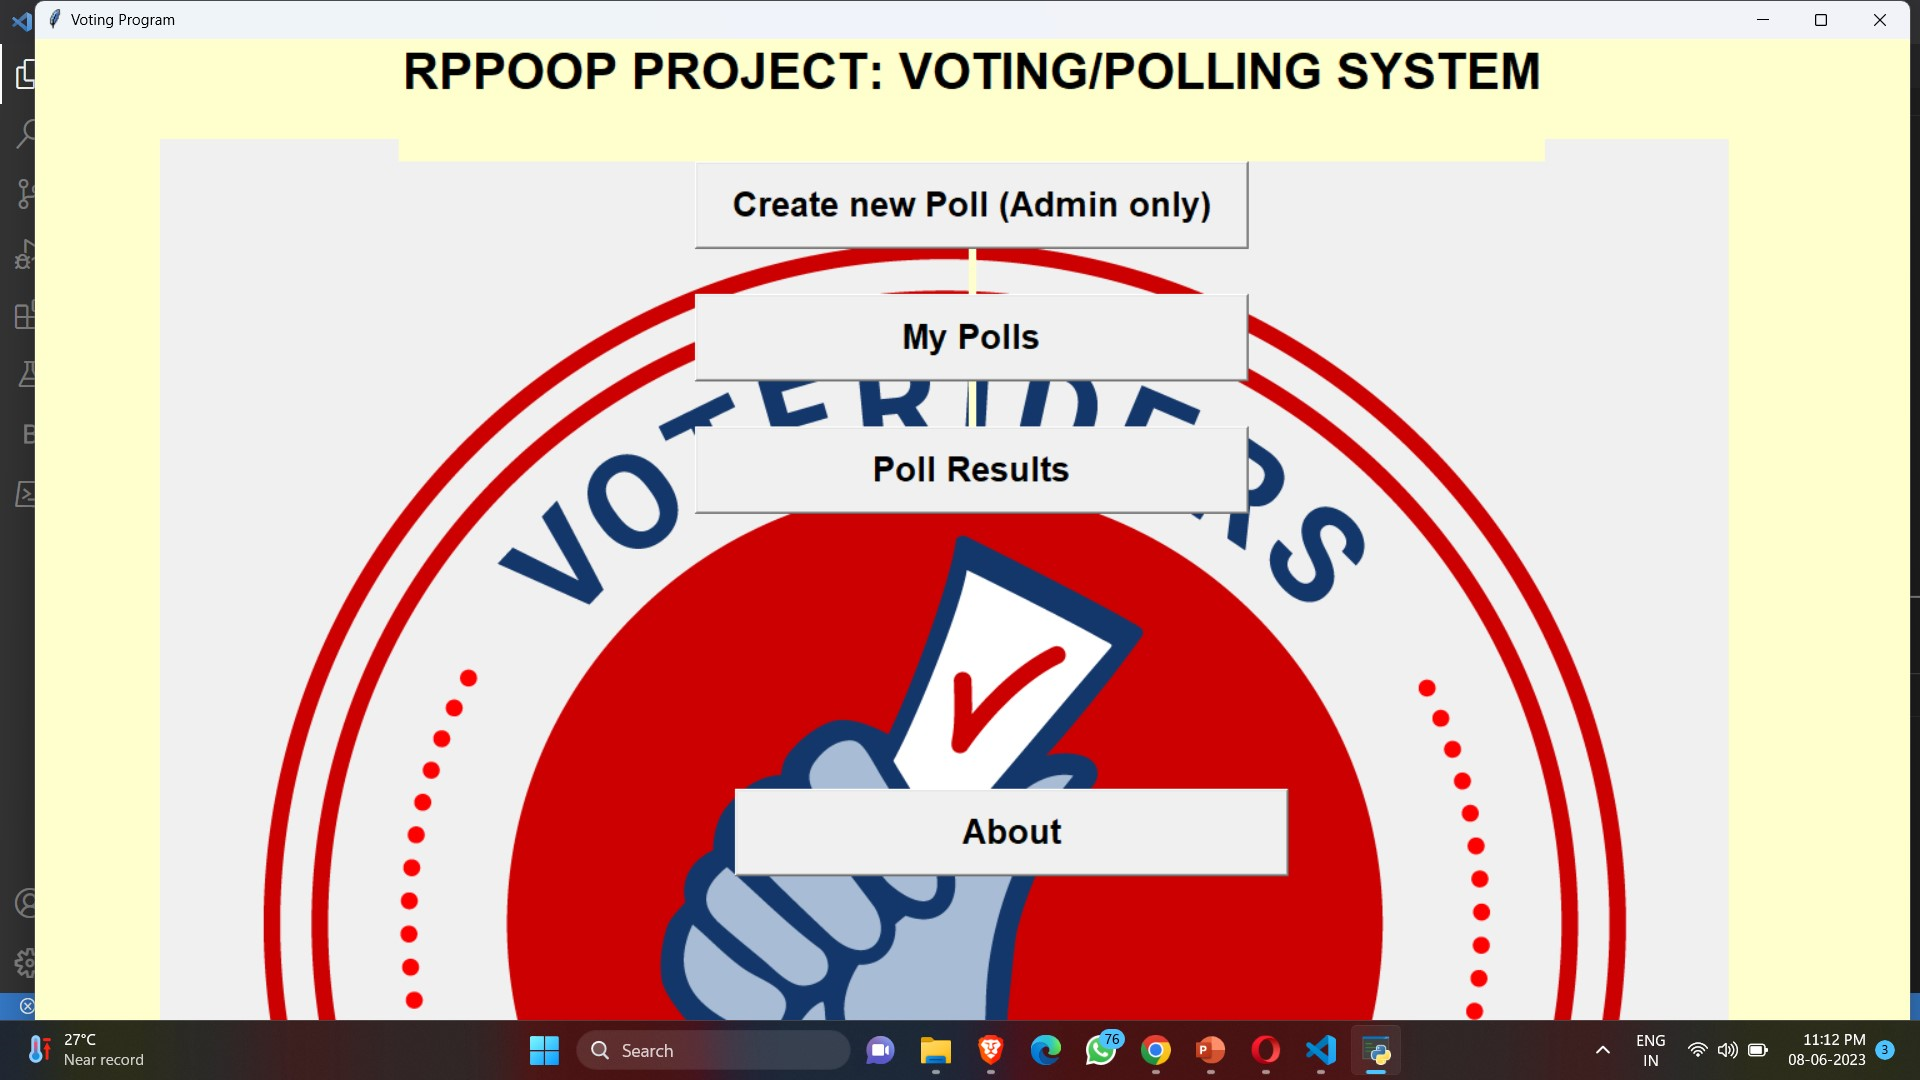 Voting Program
RPPOOP PROJECT: VOTING/POLLING SYSTEM
Create new Poll (Admin only)
My Polls
Poll Results
VOTERIDERS
About
27°C
Near record
Search
76
ENG
IN
11:12 PM
08-06-2023
3